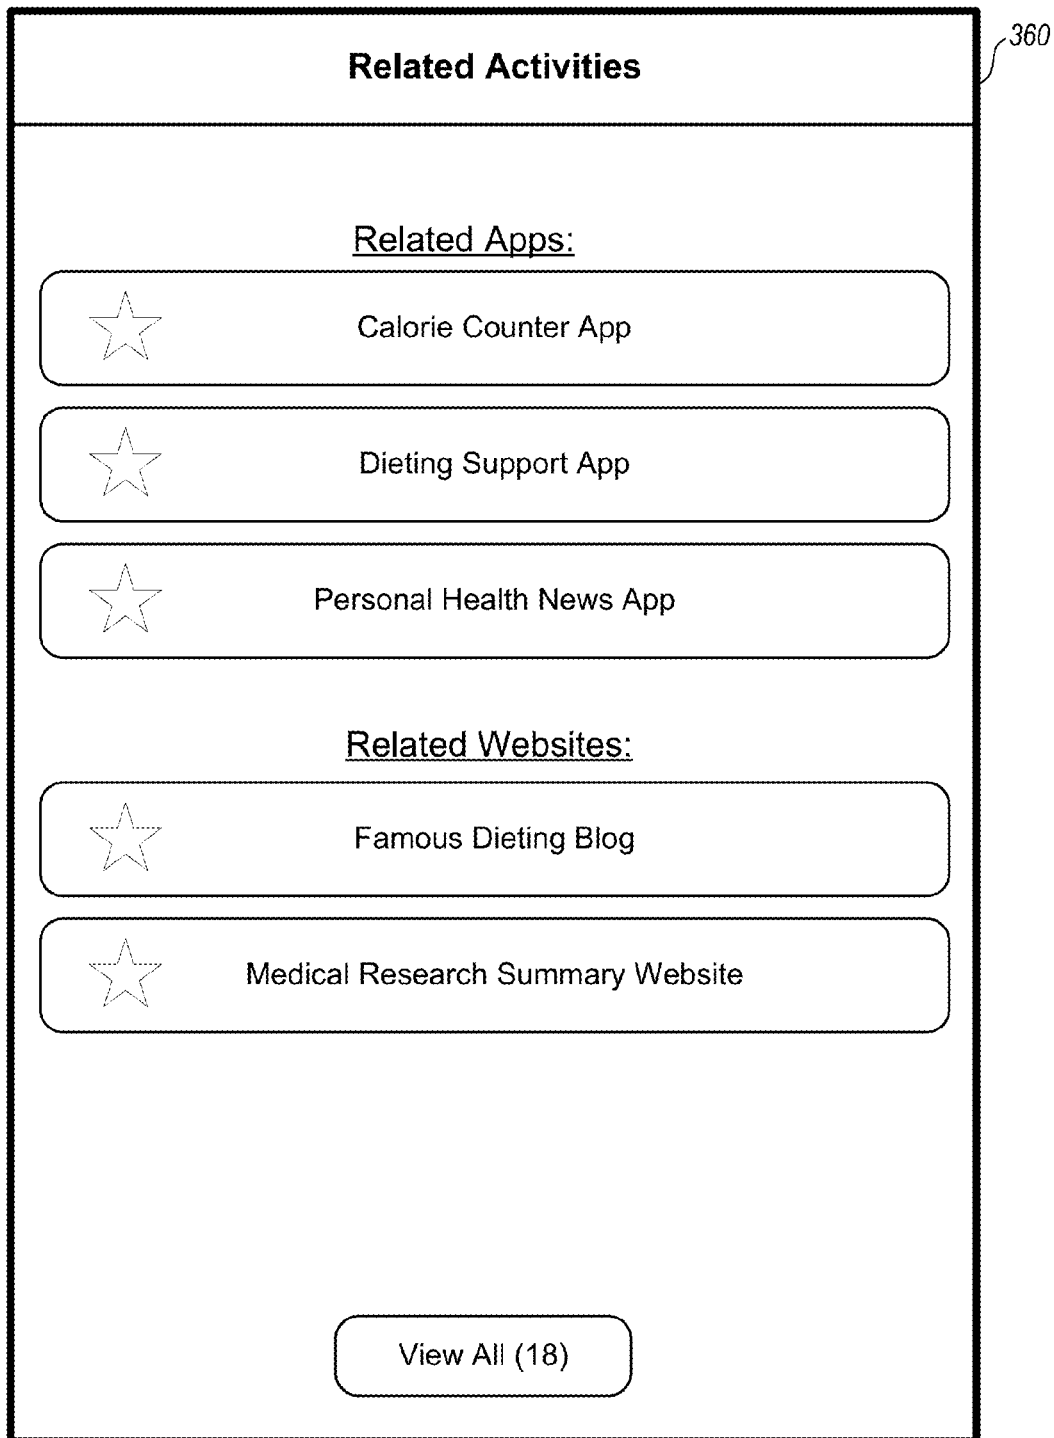 Related Activities
360
Related Apps:
Calorie Counter App
Dieting Support App
Personal Health News App
Related Websites:
Famous Dieting Blog
Medical Research Summary Website
View All (18)